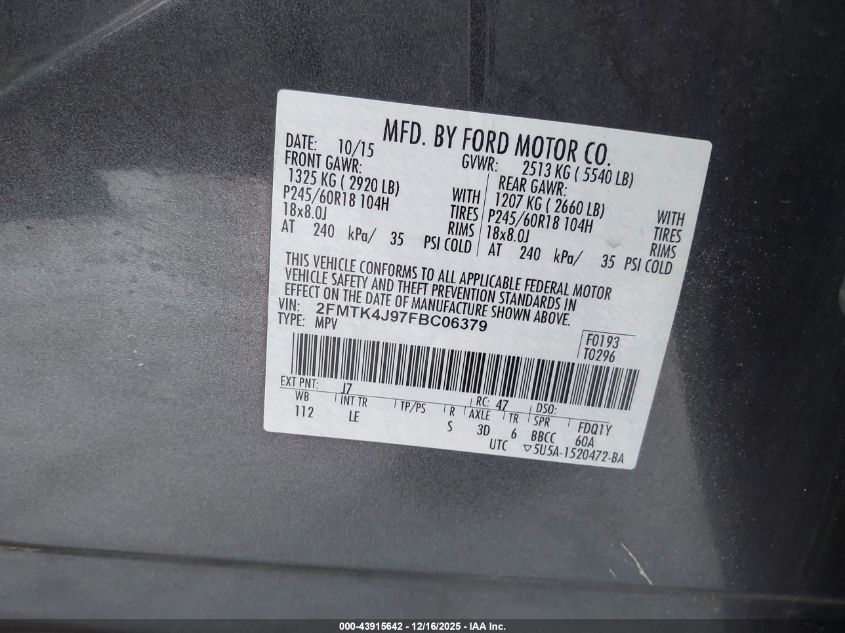 MFD. BY FORD MOTOR CO.
DATE: 10/15 GVWR: 2513 KG ( 5540 LB)
FRONT GAWR: REAR GAWR:
1325 KG ( 2920 LB) WITH 1207 KG ( 2660 LB) WITH
P245/60R18 104H TIRES P245/60R18 104H TIRES
18x8.0J RIMS 18x8.0J RIMS
AT 240 kPa/ 35 PSI COLD AT 240 kPa/ 35 PSI COLD
THIS VEHICLE CONFORMS TO ALL APPLICABLE FEDERAL MOTOR
VEHICLE SAFETY AND THEFT PREVENTION STANDARDS IN
EFFECT ON THE DATE OF MANUFACTURE SHOWN ABOVE.
VIN: 2FMTK4J97FBC06379
TYPE: MPV
F0193
T0296
EXT PNT: J7 RC: 47 DSO:
WB INT TR TP/PS R AXLE TR SPR FDQ1Y
112 LE S 3D 6 BBCC 60A
UTC ▽5U5A-1520472-BA
000-43915642 - 12/16/2025 - IAA Inc.